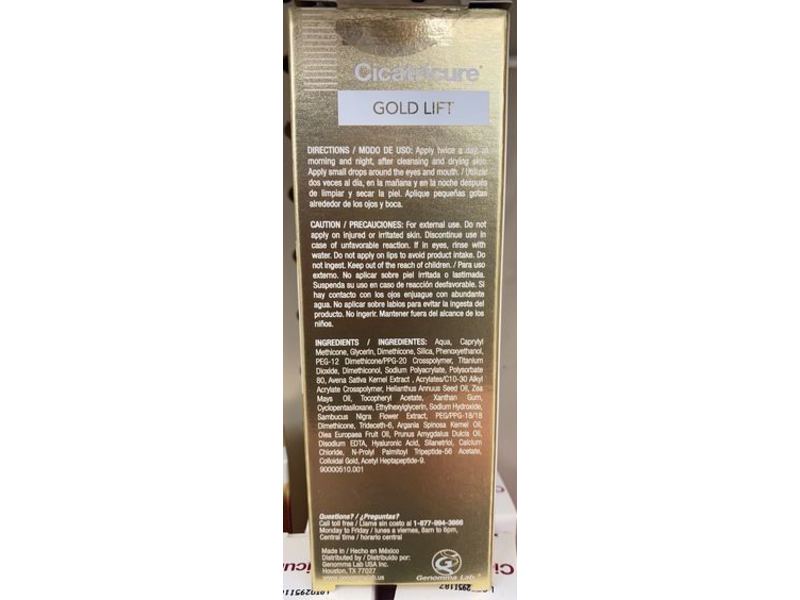 Cicatricure
GOLD LIFT
DIRECTIONS / MODO DE USO: Apply twice a day, in
morning and night, after cleansing and drying skin.
Apply small drops around the eyes and mouth. / Utilizar
dos veces al día, en la mañana y en la noche después
de limpiar y secar la piel. Aplique pequeñas gotas
alrededor de los ojos y boca.
CAUTION / PRECAUCIONES: For external use. Do not
apply on injured or irritated skin. Discontinue use in
case of unfavorable reaction. If in eyes, rinse with
water. Do not apply on lips to avoid product intake. Do
not ingest. Keep out of the reach of children. / Para uso
externo. No aplicar sobre piel irritada o lastimada.
Suspenda su uso en caso de reacción desfavorable. Si
hay contacto con los ojos enjuague con abundante
agua. No aplicar sobre labios para evitar la ingesta del
producto. No ingerir. Mantener fuera del alcance de los
niños.
INGREDIENTS / INGREDIENTES: Aqua, Caprylyl
Methicone, Glycerin, Dimethicone, Silica, Phenoxyethanol,
PEG-12 Dimethicone/PPG-20 Crosspolymer, Titanium
Dioxide, Dimethiconol, Sodium Polyacrylate, Polysorbate
80, Avena Sativa Kernel Extract , Acrylates/C10-30 Alkyl
Acrylate Crosspolymer, Helianthus Annuus Seed Oil, Zea
Mays Oil, Tocopheryl Acetate, Xanthan Gum,
Cyclopentasiloxane, Ethylhexylglycerin, Sodium Hydroxide,
Sambucus Nigra Flower Extract, PEG/PPG-18/18
Dimethicone, Trideceth-6, Argania Spinosa Kernel Oil,
Olea Europaea Fruit Oil, Prunus Amygdalus Dulcis Oil,
Disodium EDTA, Hyaluronic Acid, Silanetriol, Calcium
Chloride, N-Prolyl Palmitoyl Tripeptide-56 Acetate,
Colloidal Gold, Acetyl Heptapeptide-9.
90000510.001
Questions? / ¿Preguntas?
Call toll free / Llame sin costo al 1-877-994-3666
Monday to Friday / lunes a viernes, 8am to 6pm,
Central time / horario central
Made in / Hecho en México
Distributed by / Distribuido por:
Genomma Lab USA Inc.
Houston, TX 77027
www.genommalab.us
Genomma Lab.